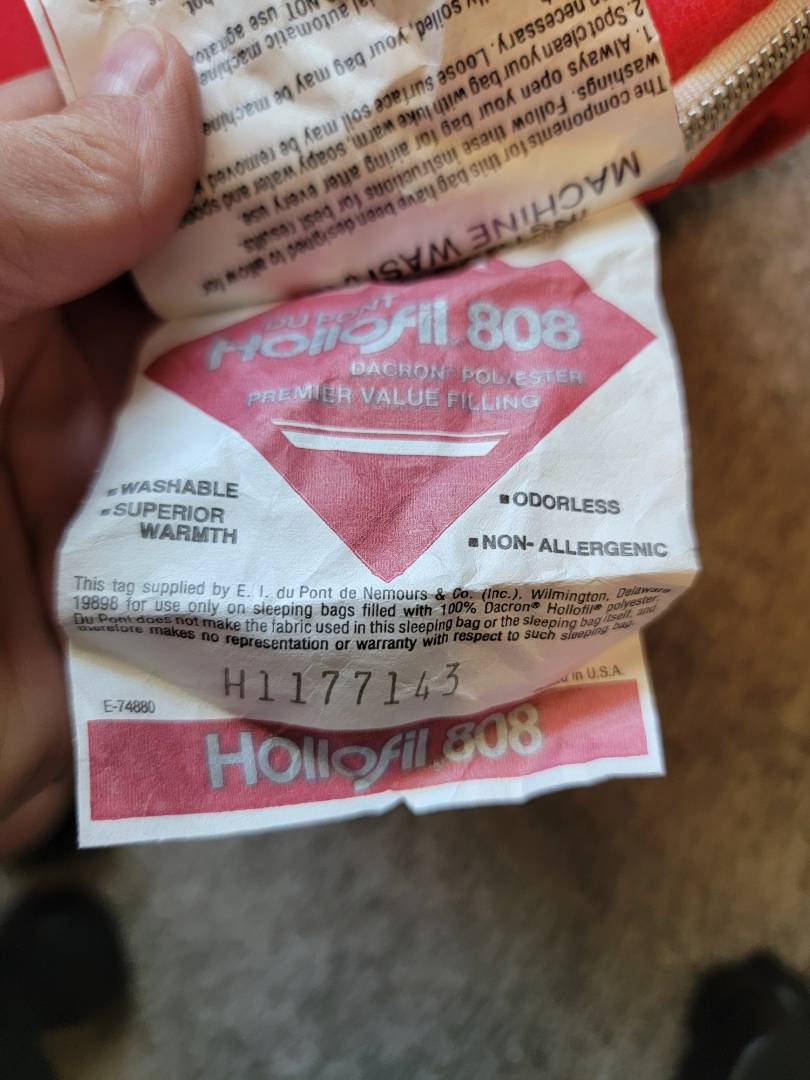 MACHINE WASH
The components for this bag have been designed to allow for
washings. Follow these instructions for best results.
1. Always open your bag for airing after every use.
2. Spot clean your bag with luke warm, soapy water and
necessary. Loose surface soil may be removed
soiled, your bag may be machine
automatic machine
NOT use agitator
DU PONT
Hollofil 808
DACRON® POLYESTER
PREMIER VALUE FILLING
▪ WASHABLE
▪ SUPERIOR
WARMTH
▪ ODORLESS
▪ NON-ALLERGENIC
This tag supplied by E. I. du Pont de Nemours & Co. (Inc.), Wilmington, Delaware
19898 for use only on sleeping bags filled with 100% Dacron® Hollofil® polyester.
Du Pont does not make the fabric used in this sleeping bag or the sleeping bag itself, and
therefore makes no representation or warranty with respect to such sleeping bag.
H1177143
in U.S.A.
E-74880
Hollofil 808